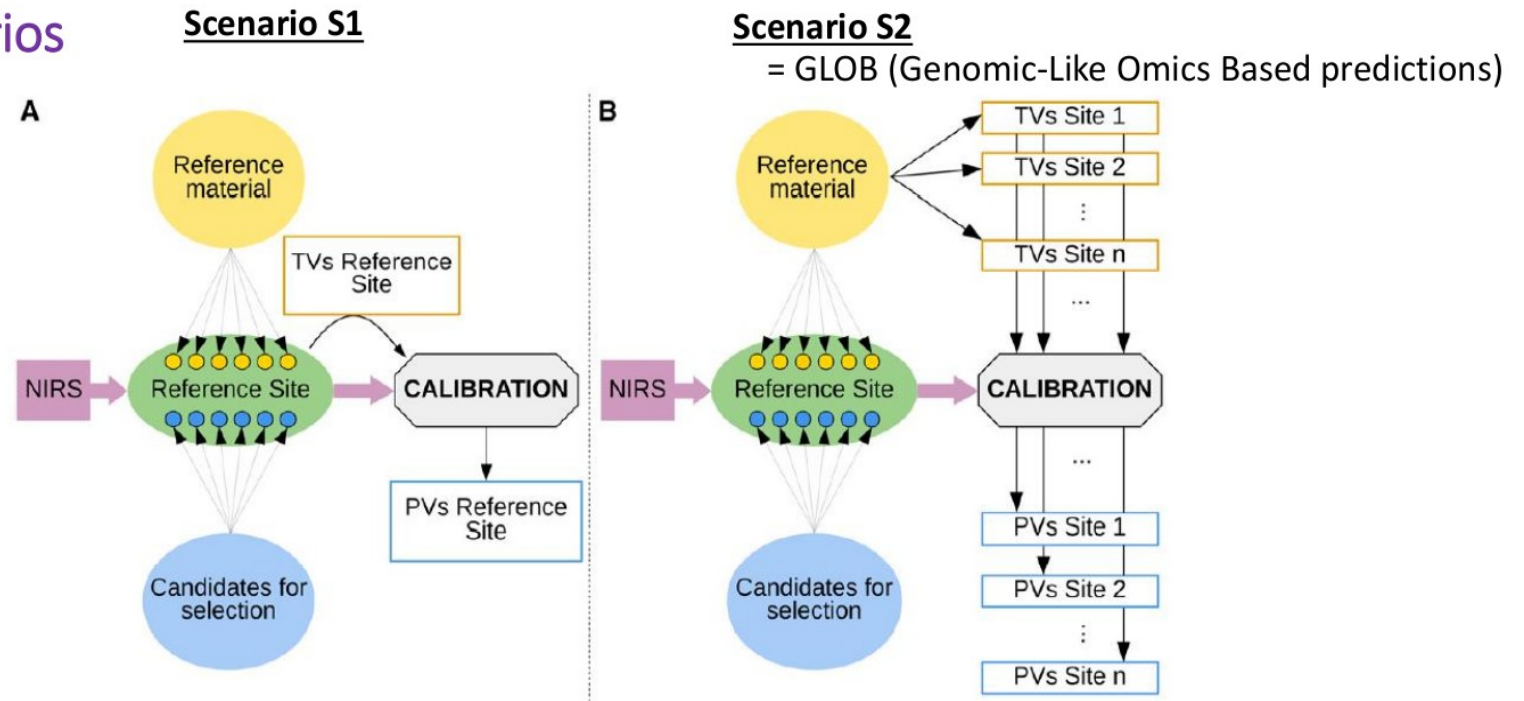 rios
Scenario S1
Scenario S2
= GLOB (Genomic-Like Omics Based predictions)
A
Reference
material
TVs Reference
Site
NIRS
Reference Site
CALIBRATION
PVs Reference
Site
Candidates for
selection
B
Reference
material
TVs Site 1
TVs Site 2
⋮
TVs Site n
...
NIRS
Reference Site
CALIBRATION
...
PVs Site 1
PVs Site 2
⋮
PVs Site n
Candidates for
selection